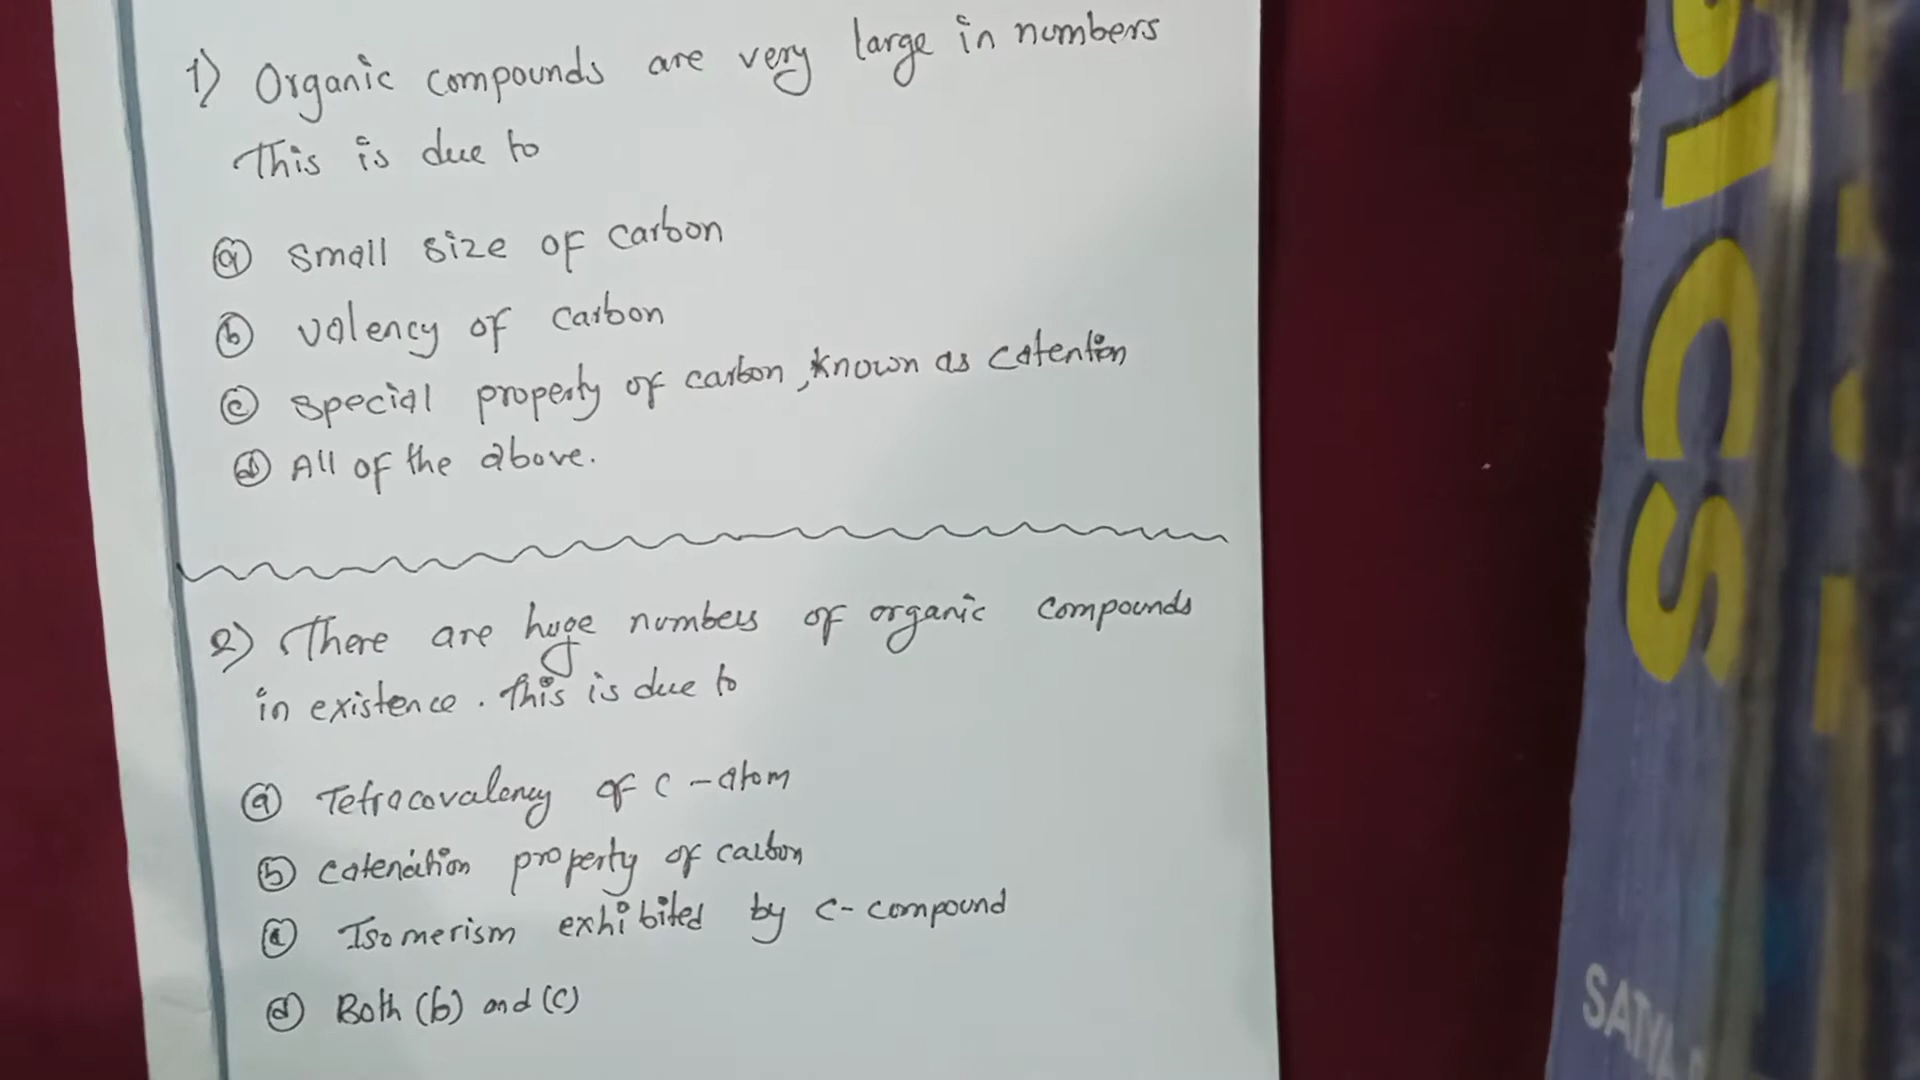 1) Organic compounds are very large in numbers
This is due to
ⓐ small size of carbon
ⓑ valency of carbon
ⓒ special property of carbon, known as catention
ⓓ All of the above.
2) There are huge numbers of organic compounds
in existence. This is due to
ⓐ Tetracovalency of C-atom
ⓑ catenation property of carbon
ⓒ Isomerism exhibited by C-compound
ⓓ Both (b) and (c)
SICS
SATYA